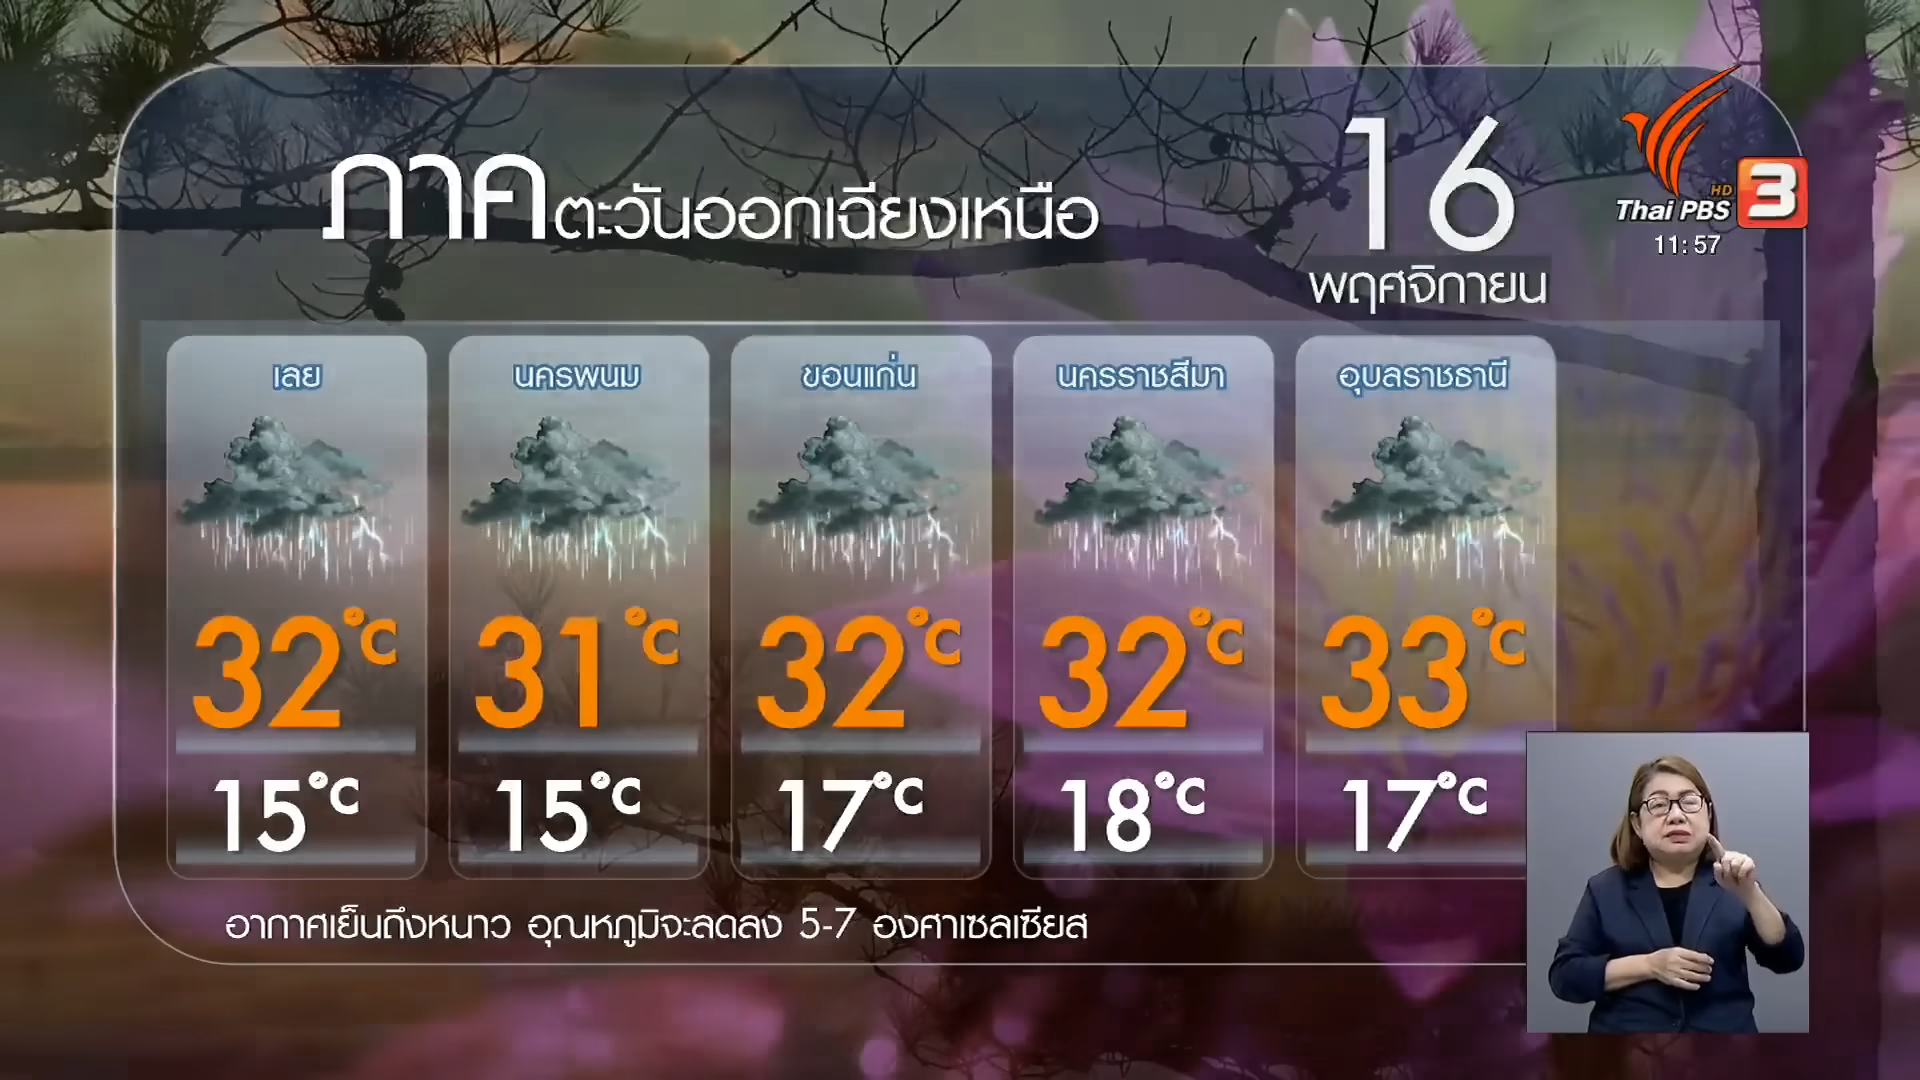 ภาคตะวันออกเฉียงเหนือ
16
พฤศจิกายน
HD
Thai PBS 3
11:57
เลย
32°C
15°C
นครพนม
31°C
15°C
ขอนแก่น
32°C
17°C
นครราชสีมา
32°C
18°C
อุบลราชธานี
33°C
17°C
อากาศเย็นถึงหนาว อุณหภูมิจะลดลง 5-7 องศาเซลเซียส